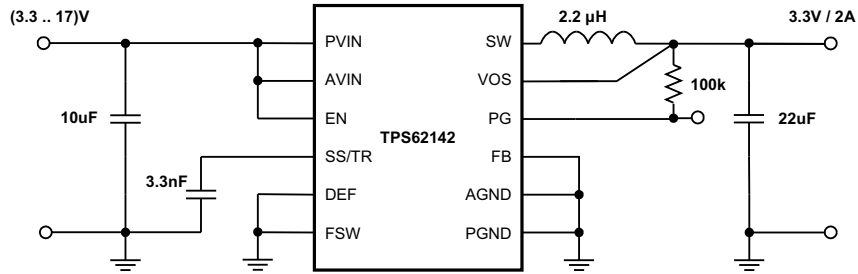 (3.3 .. 17)V
2.2 µH
3.3V / 2A
PVIN
SW
AVIN
VOS
100k
10uF
EN
PG
22uF
TPS62142
SS/TR
FB
3.3nF
DEF
AGND
FSW
PGND